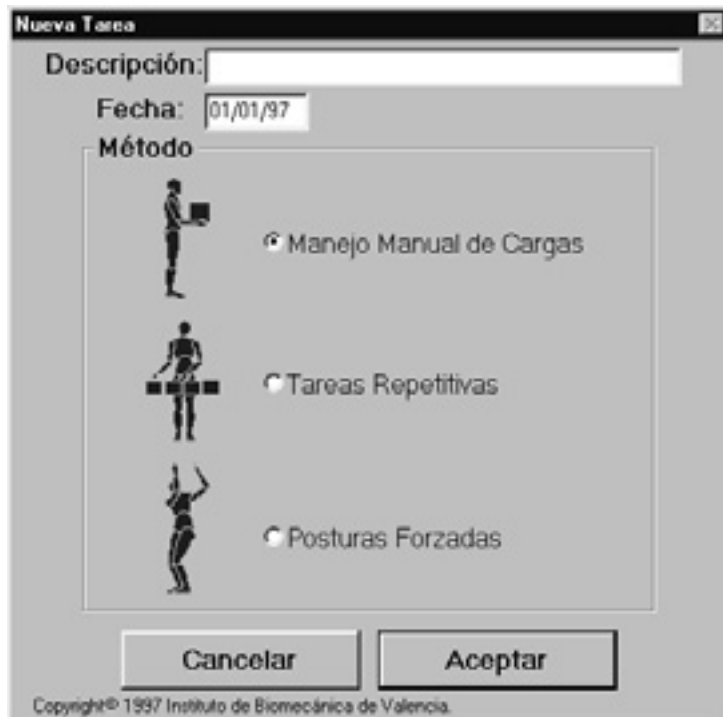 Nueva Tarea
Descripción:
Fecha: 01/01/97
Método
Manejo Manual de Cargas
Tareas Repetitivas
Posturas Forzadas
Cancelar Aceptar
Copyright© 1997 Instituto de Biomecánica de Valencia.